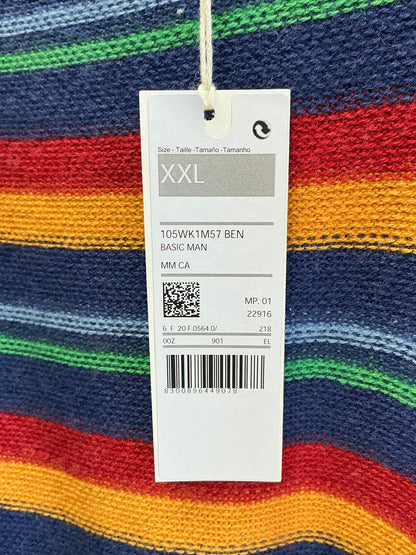 Size - Taille -Tamaño -Tamanho
XXL
105WK1M57 BEN
BASIC MAN
MM CA
MP. 01
22916
6 F. 20 F.0564.0/ 218
00Z 901 EL
8300896449078